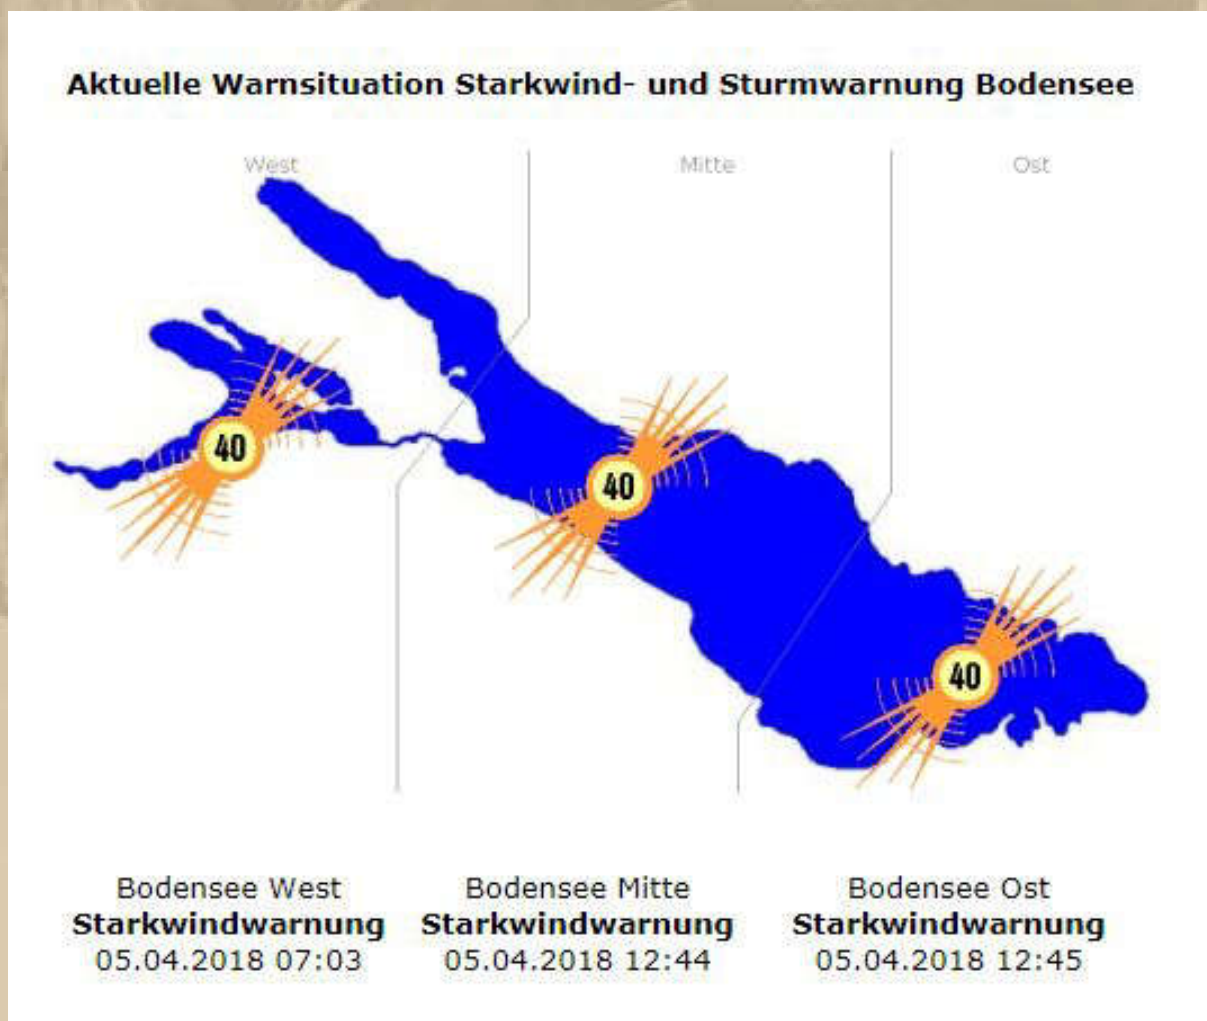 Aktuelle Warnsituation Starkwind- und Sturmwarnung Bodensee
West Mitte Ost
40
40
40
Bodensee West
Starkwindwarnung
05.04.2018 07:03
Bodensee Mitte
Starkwindwarnung
05.04.2018 12:44
Bodensee Ost
Starkwindwarnung
05.04.2018 12:45